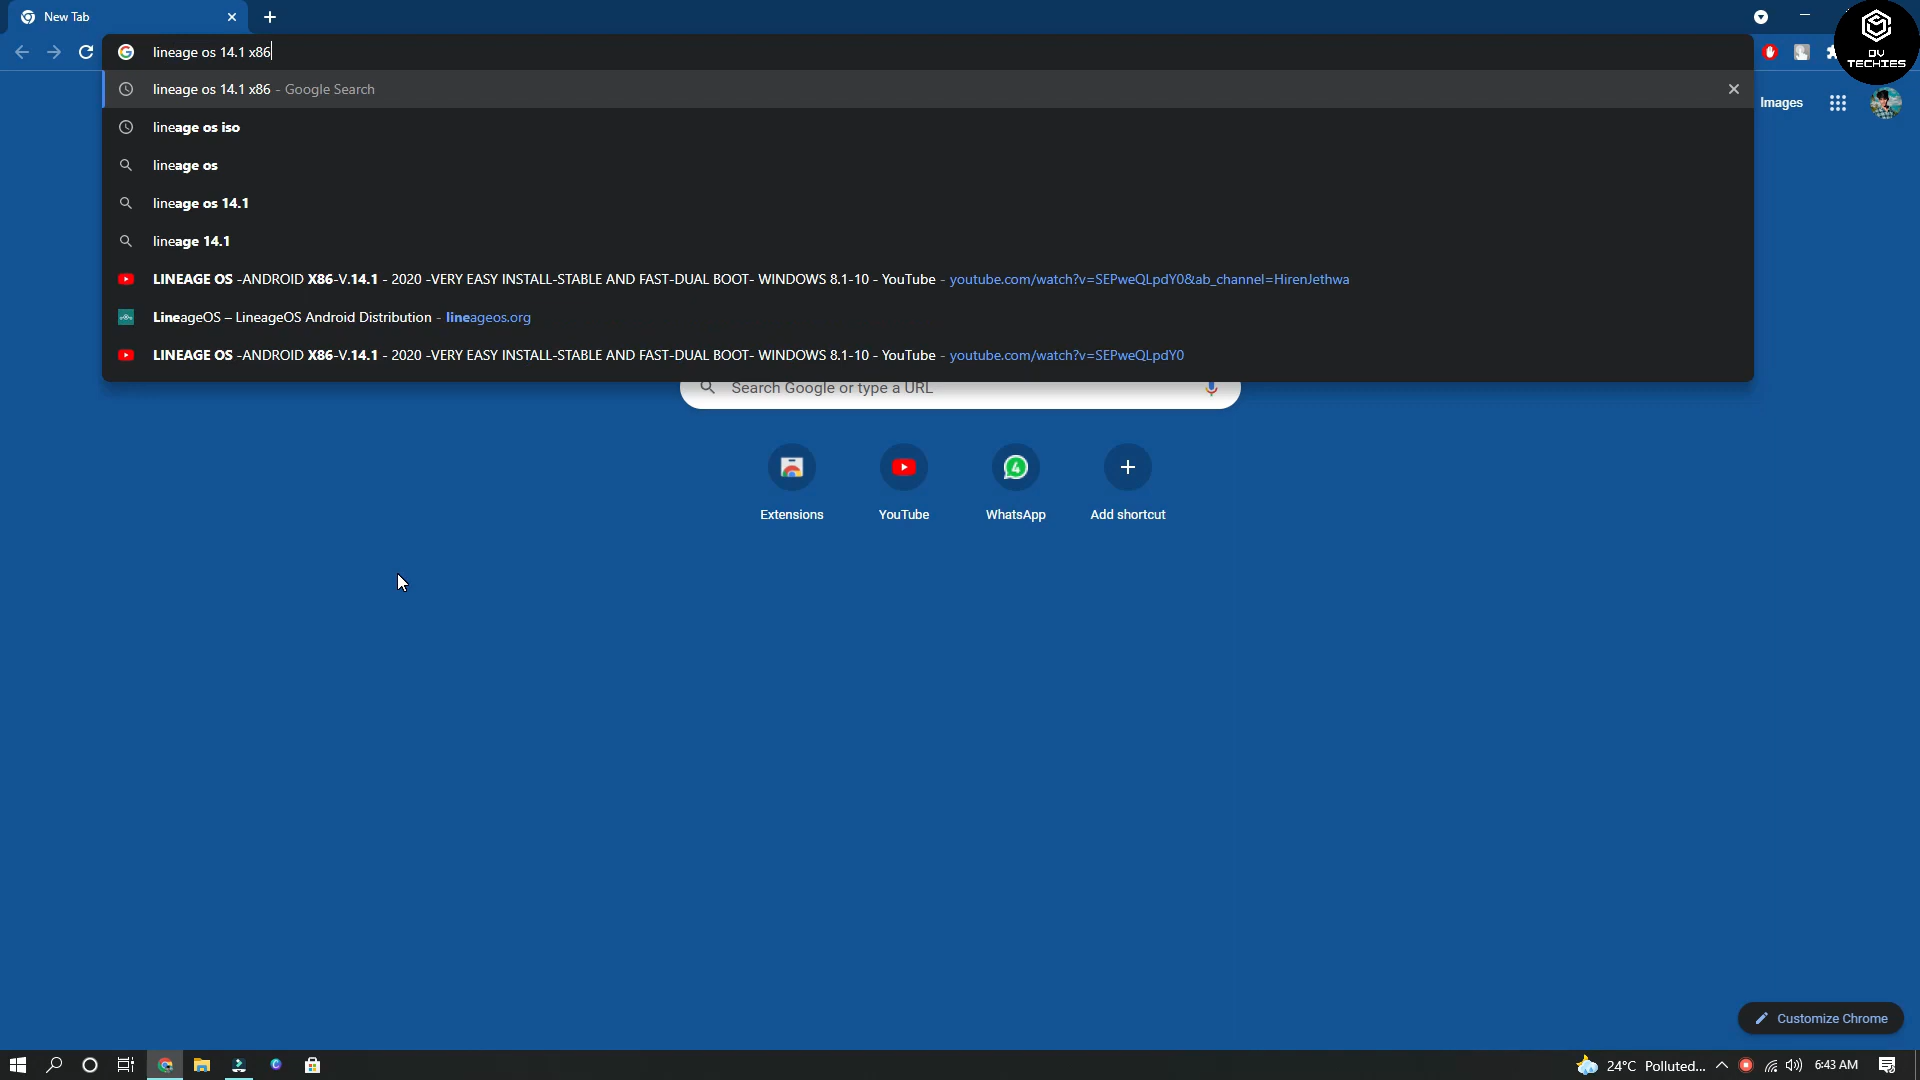 New Tab
lineage os 14.1 x86
lineage os 14.1 x86 - Google Search
lineage os iso
lineage os
lineage os 14.1
lineage 14.1
LINEAGE OS -ANDROID X86-V.14.1 - 2020 -VERY EASY INSTALL-STABLE AND FAST-DUAL BOOT- WINDOWS 8.1-10 - YouTube - youtube.com/watch?v=SEPweQLpdY0&ab_channel=HirenJethwa
LineageOS – LineageOS Android Distribution - lineageos.org
LINEAGE OS -ANDROID X86-V.14.1 - 2020 -VERY EASY INSTALL-STABLE AND FAST-DUAL BOOT- WINDOWS 8.1-10 - YouTube - youtube.com/watch?v=SEPweQLpdY0
DV
TECHIES
Images
Search Google or type a URL
4
Extensions
YouTube
WhatsApp
Add shortcut
Customize Chrome
24°C Polluted...
6:43 AM